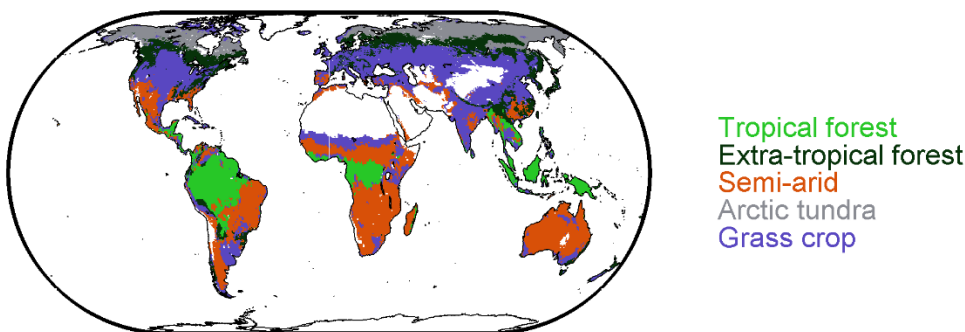 Tropical forest
Extra-tropical forest
Semi-arid
Arctic tundra
Grass crop